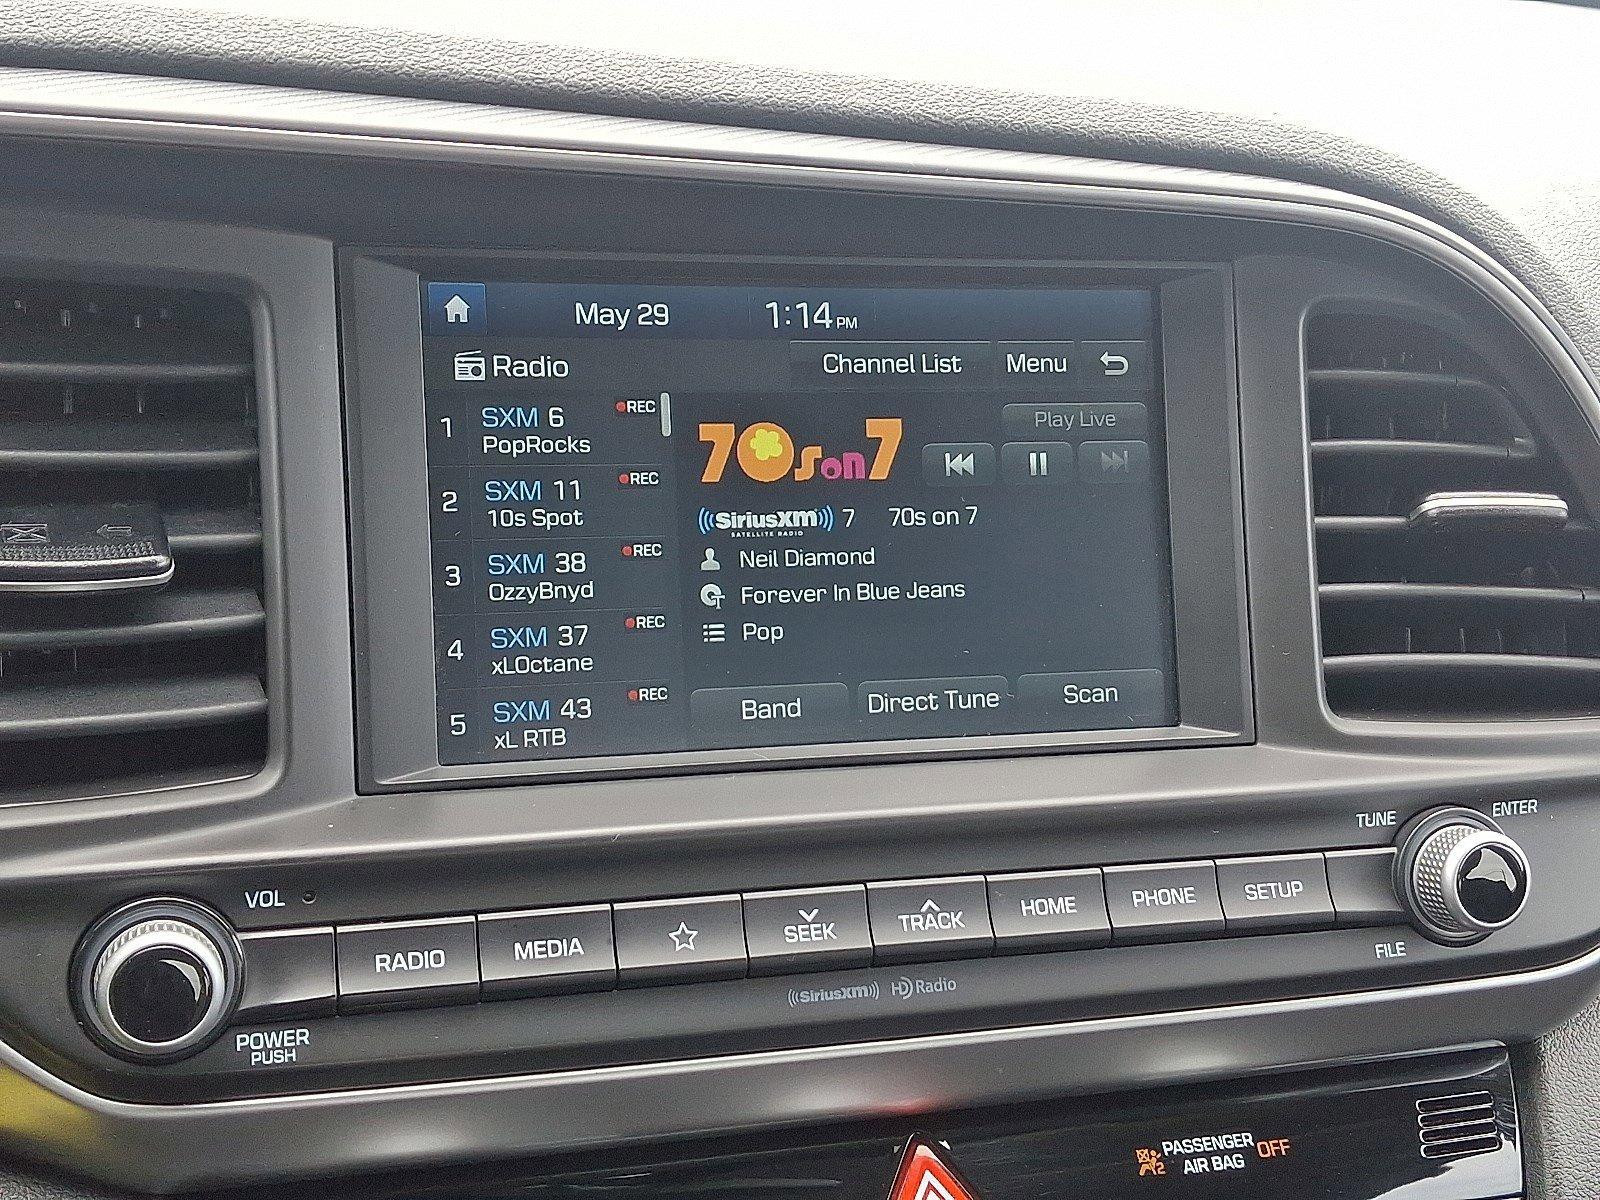 May 29 1:14 PM
Radio Channel List Menu
1 SXM 6 REC
PopRocks
2 SXM 11 REC
10s Spot
3 SXM 38 REC
OzzyBnyd
4 SXM 37 REC
xLOctane
5 SXM 43 REC
xL RTB
70s on 7
Play Live
((SiriusXM)) 7 70s on 7
SATELLITE RADIO
Neil Diamond
Forever In Blue Jeans
Pop
Band Direct Tune Scan
VOL
POWER
PUSH
RADIO MEDIA SEEK TRACK HOME PHONE SETUP
TUNE ENTER
FILE
((SiriusXM)) HD Radio
2 PASSENGER
AIR BAG OFF